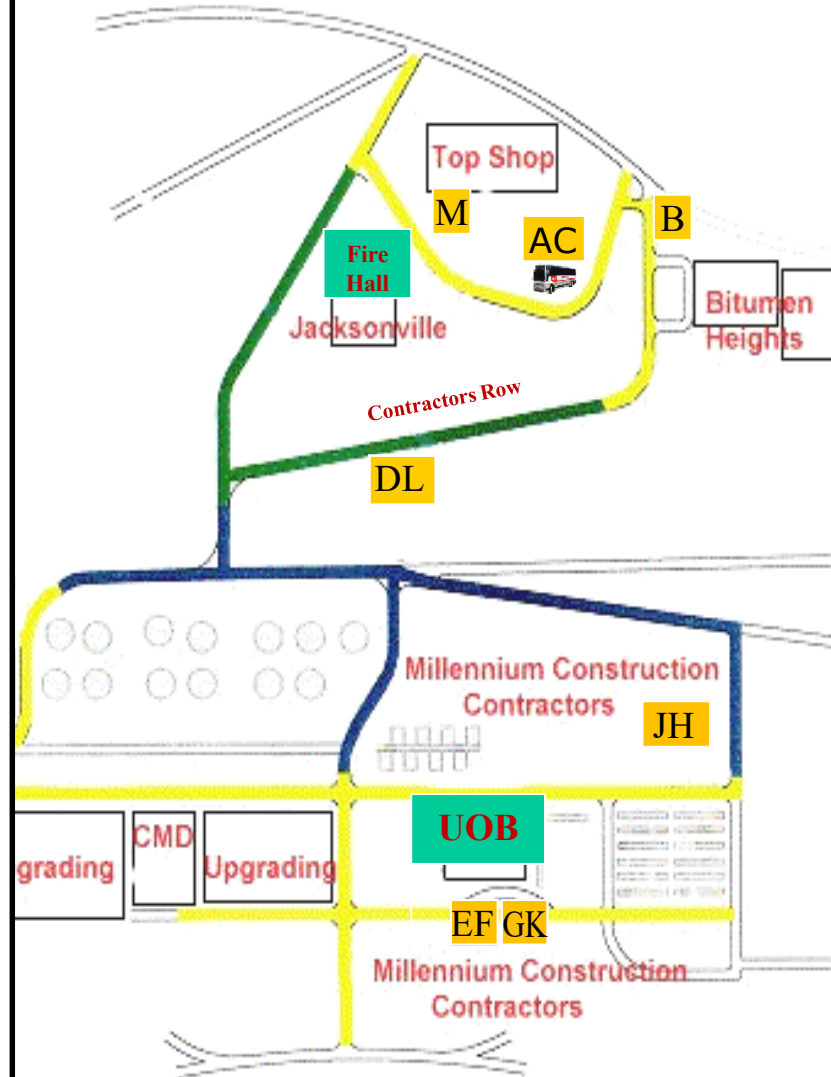 Top Shop
M
B
AC
Fire
Hall
Jacksonville
Bitumen
Heights
Contractors Row
DL
Millennium Construction
Contractors
JH
UOB
CMD
grading
Upgrading
EF
GK
Millennium Construction
Contractors